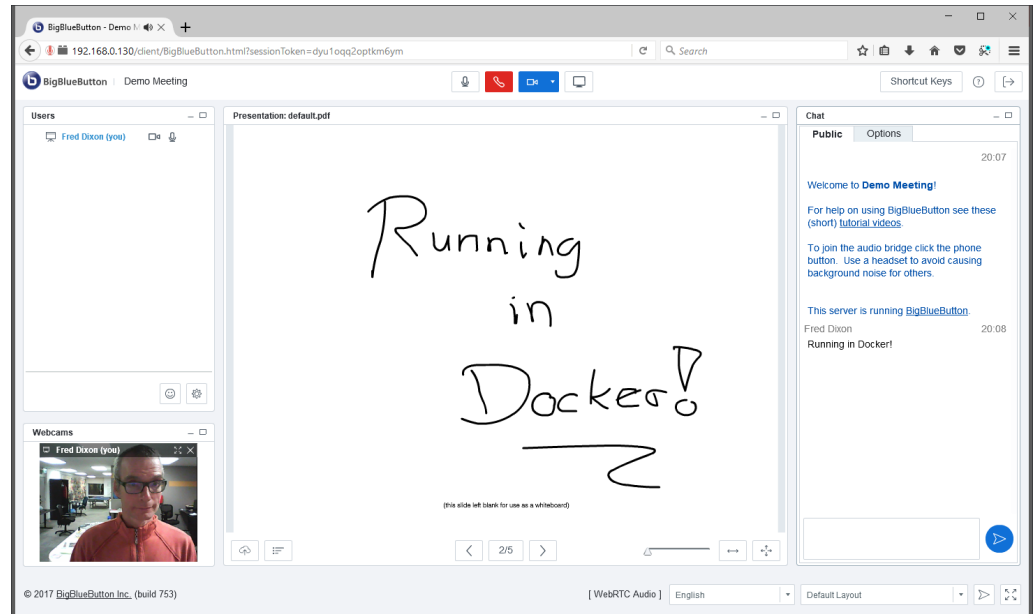 BigBlueButton - Demo M
192.168.0.130/client/BigBlueButton.html?sessionToken=dyu1oqq2optkm6ym
Search
BigBlueButton
Demo Meeting
Shortcut Keys
Users
Fred Dixon (you)
Webcams
Fred Dixon (you)
Presentation: default.pdf
Running
in
Docker!
(this slide left blank for use as a whiteboard)
2/5
Chat
Public
Options
20:07
Welcome to Demo Meeting!
For help on using BigBlueButton see these
(short) tutorial videos.
To join the audio bridge click the phone
button. Use a headset to avoid causing
background noise for others.
This server is running BigBlueButton.
Fred Dixon 20:08
Running in Docker!
© 2017 BigBlueButton Inc. (build 753)
[ WebRTC Audio ]
English
Default Layout